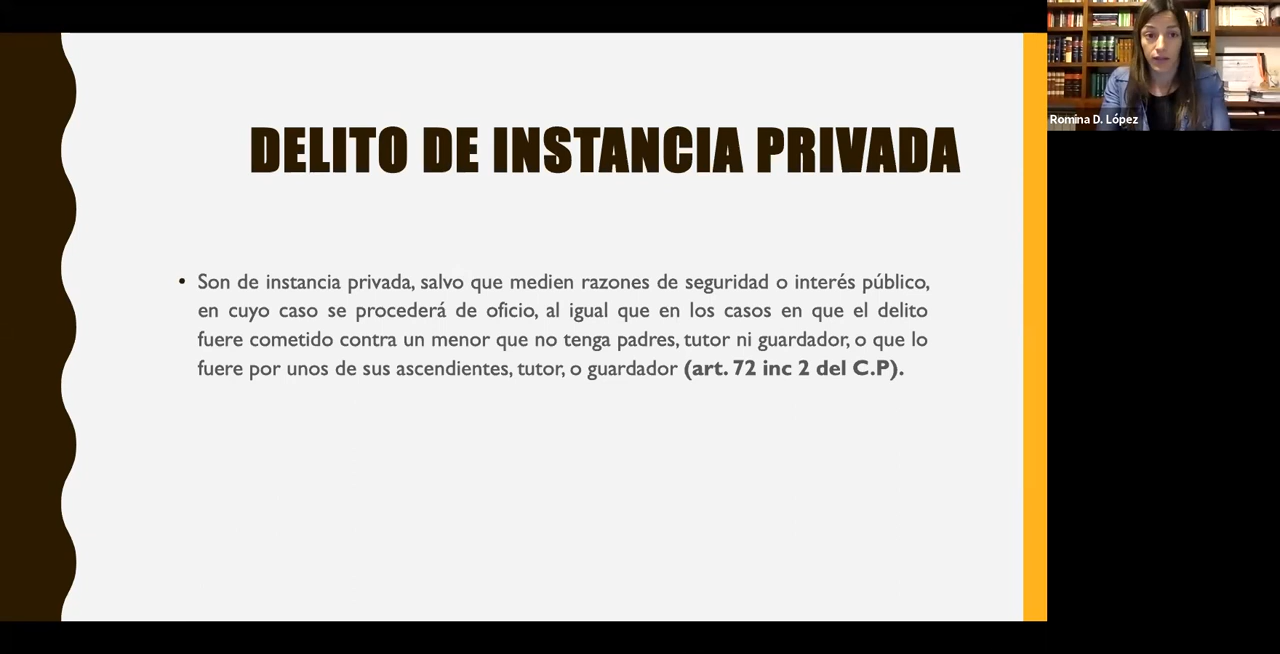 DELITO DE INSTANCIA PRIVADA
• Son de instancia privada, salvo que medien razones de seguridad o interés público,
en cuyo caso se procederá de oficio, al igual que en los casos en que el delito
fuere cometido contra un menor que no tenga padres, tutor ni guardador, o que lo
fuere por unos de sus ascendientes, tutor, o guardador (art. 72 inc 2 del C.P).
Romina D. López